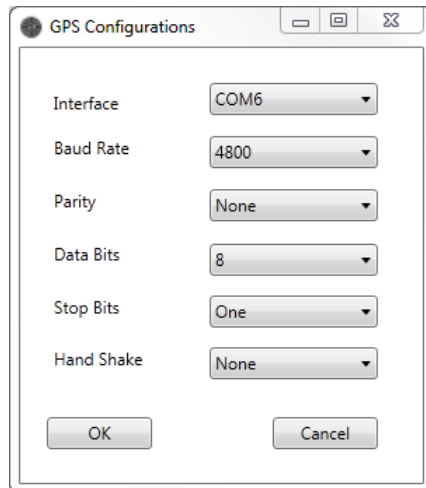 GPS Configurations
Interface COM6
Baud Rate 4800
Parity None
Data Bits 8
Stop Bits One
Hand Shake None
OK Cancel